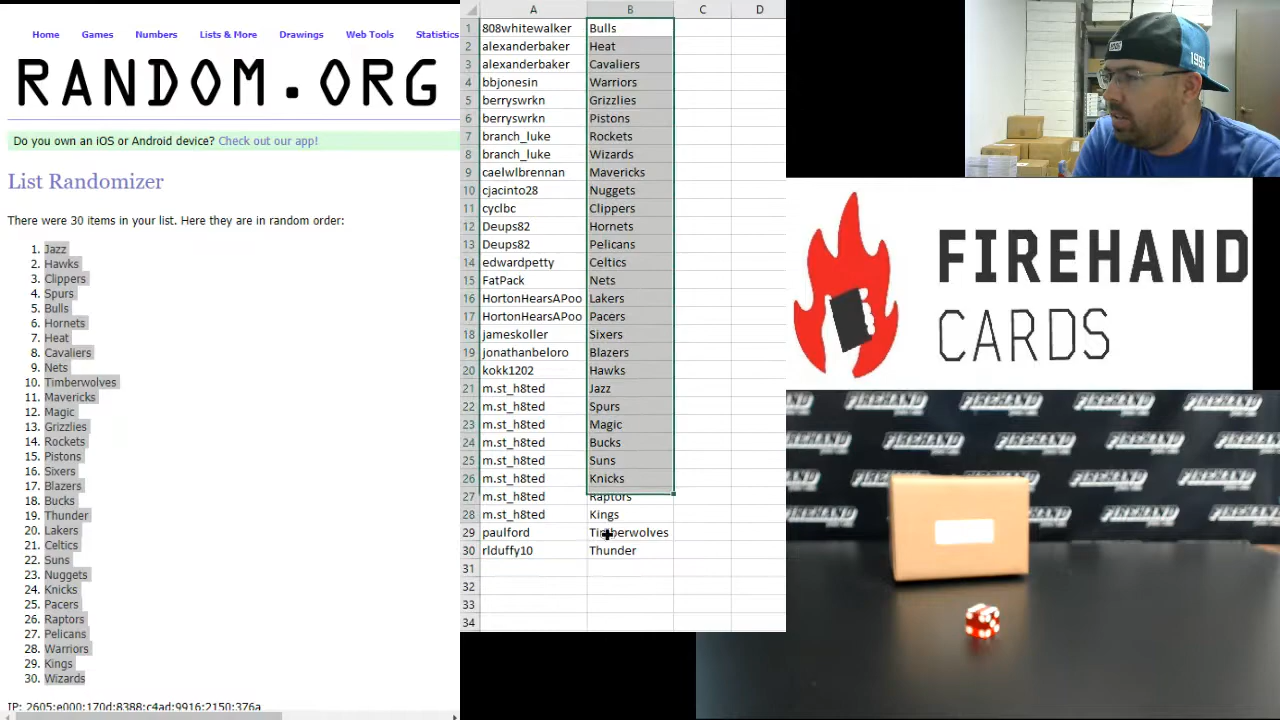 Home Games Numbers Lists & More Drawings Web Tools Statistics
RANDOM.ORG
Do you own an iOS or Android device? Check out our app!
List Randomizer
There were 30 items in your list. Here they are in random order:
1. Jazz
2. Hawks
3. Clippers
4. Spurs
5. Bulls
6. Hornets
7. Heat
8. Cavaliers
9. Nets
10. Timberwolves
11. Mavericks
12. Magic
13. Grizzlies
14. Rockets
15. Pistons
16. Sixers
17. Blazers
18. Bucks
19. Thunder
20. Lakers
21. Celtics
22. Suns
23. Nuggets
24. Knicks
25. Pacers
26. Raptors
27. Pelicans
28. Warriors
29. Kings
30. Wizards
IP: 2605:e000:170d:8388:c4ad:9916:2150:376a
A B C D
1 808whitewalker Bulls
2 alexanderbaker Heat
3 alexanderbaker Cavaliers
4 bbjonesin Warriors
5 berryswrkn Grizzlies
6 berryswrkn Pistons
7 branch_luke Rockets
8 branch_luke Wizards
9 caelwlbrennan Mavericks
10 cjacinto28 Nuggets
11 cyclbc Clippers
12 Deups82 Hornets
13 Deups82 Pelicans
14 edwardpetty Celtics
15 FatPack Nets
16 HortonHearsAPoo Lakers
17 HortonHearsAPoo Pacers
18 jameskoller Sixers
19 jonathanbeloro Blazers
20 kokk1202 Hawks
21 m.st_h8ted Jazz
22 m.st_h8ted Spurs
23 m.st_h8ted Magic
24 m.st_h8ted Bucks
25 m.st_h8ted Suns
26 m.st_h8ted Knicks
27 m.st_h8ted Raptors
28 m.st_h8ted Kings
29 paulford Timberwolves
30 rlduffy10 Thunder
31
32
33
34
1995
FIREHAND
CARDS
FIREHAND FIREHAND FIREHAND FIREHAND
FIREHAND FIREHAND FIREHAND